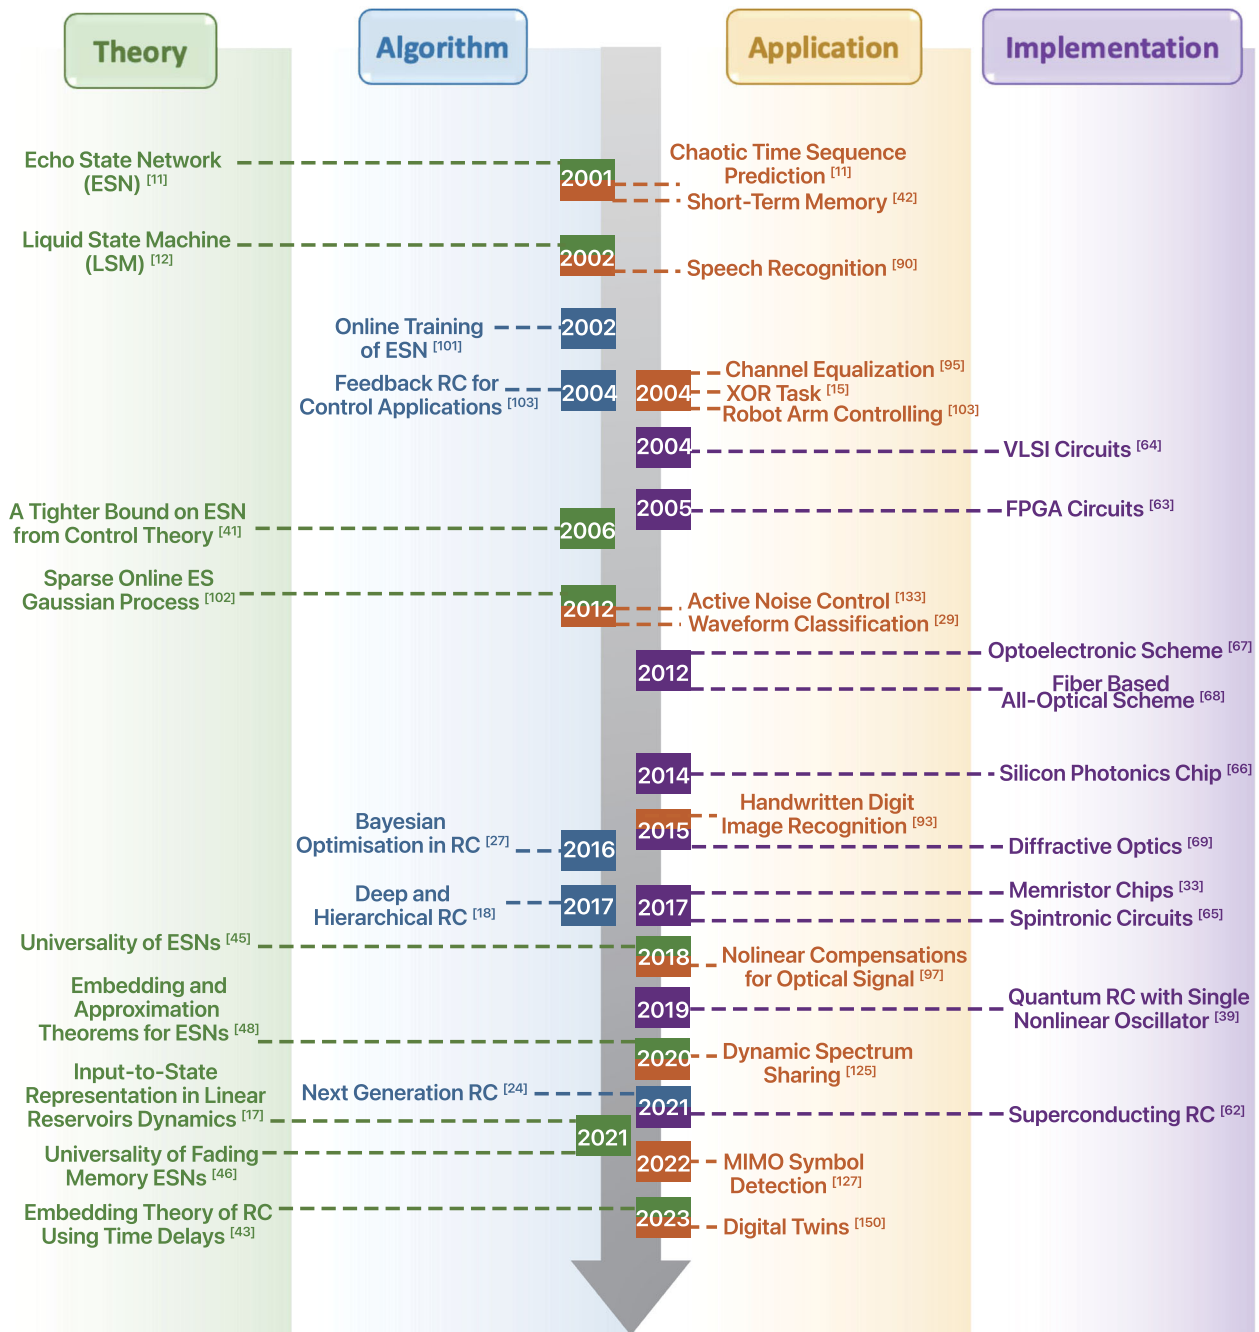 Theory
Algorithm
Application
Implementation
Echo State Network
(ESN) [11]
2001
Chaotic Time Sequence
Prediction [11]
Short-Term Memory [42]
Liquid State Machine
(LSM) [12]
2002
Speech Recognition [90]
Online Training
of ESN [101]
2002
Feedback RC for
Control Applications [103]
2004
2004
Channel Equalization [95]
XOR Task [15]
Robot Arm Controlling [103]
2004
VLSI Circuits [64]
2005
FPGA Circuits [63]
A Tighter Bound on ESN
from Control Theory [41]
2006
Sparse Online ES
Gaussian Process [102]
2012
Active Noise Control [133]
Waveform Classification [29]
2012
Optoelectronic Scheme [67]
Fiber Based
All-Optical Scheme [68]
2014
Silicon Photonics Chip [66]
2015
Handwritten Digit
Image Recognition [93]
Diffractive Optics [69]
Bayesian
Optimisation in RC [27]
2016
Deep and
Hierarchical RC [18]
2017
2017
Memristor Chips [33]
Spintronic Circuits [65]
Universality of ESNs [45]
2018
Nolinear Compensations
for Optical Signal [97]
2019
Quantum RC with Single
Nonlinear Oscillator [39]
Embedding and
Approximation
Theorems for ESNs [48]
2020
Dynamic Spectrum
Sharing [125]
Next Generation RC [24]
2021
Superconducting RC [62]
Input-to-State
Representation in Linear
Reservoirs Dynamics [17]
2021
Universality of Fading
Memory ESNs [46]
2022
MIMO Symbol
Detection [127]
Embedding Theory of RC
Using Time Delays [43]
2023
Digital Twins [150]